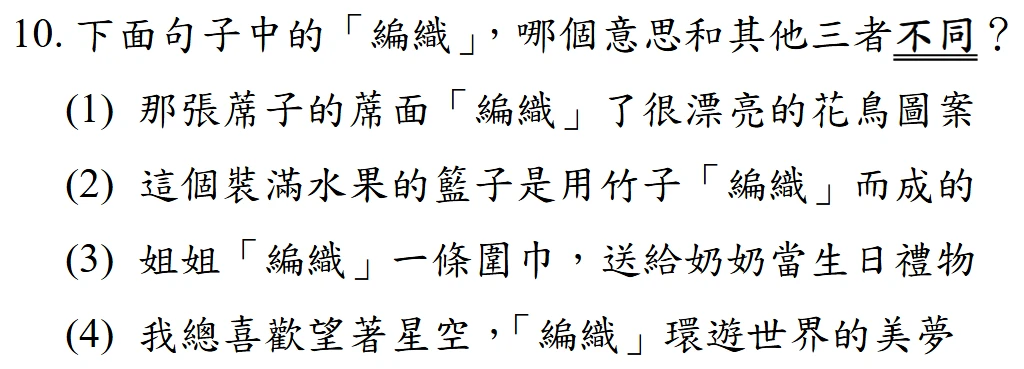 10. 下面句子中的「編織」，哪個意思和其他三者不同？
(1) 那張蓆子的蓆面「編織」了很漂亮的花鳥圖案
(2) 這個裝滿水果的籃子是用竹子「編織」而成的
(3) 姐姐「編織」一條圍巾，送給奶奶當生日禮物
(4) 我總喜歡望著星空，「編織」環遊世界的美夢